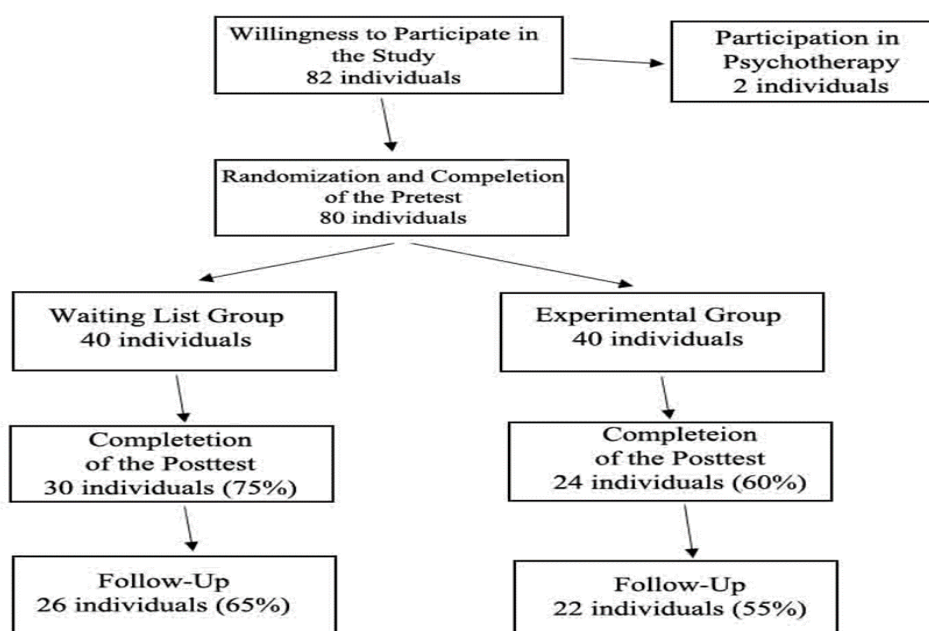 Willingness to Participate in
the Study
82 individuals
Participation in
Psychotherapy
2 individuals
Randomization and Compeletion
of the Pretest
80 individuals
Waiting List Group
40 individuals
Experimental Group
40 individuals
Completetion
of the Posttest
30 individuals (75%)
Completeion
of the Posttest
24 individuals (60%)
Follow-Up
26 individuals (65%)
Follow-Up
22 individuals (55%)